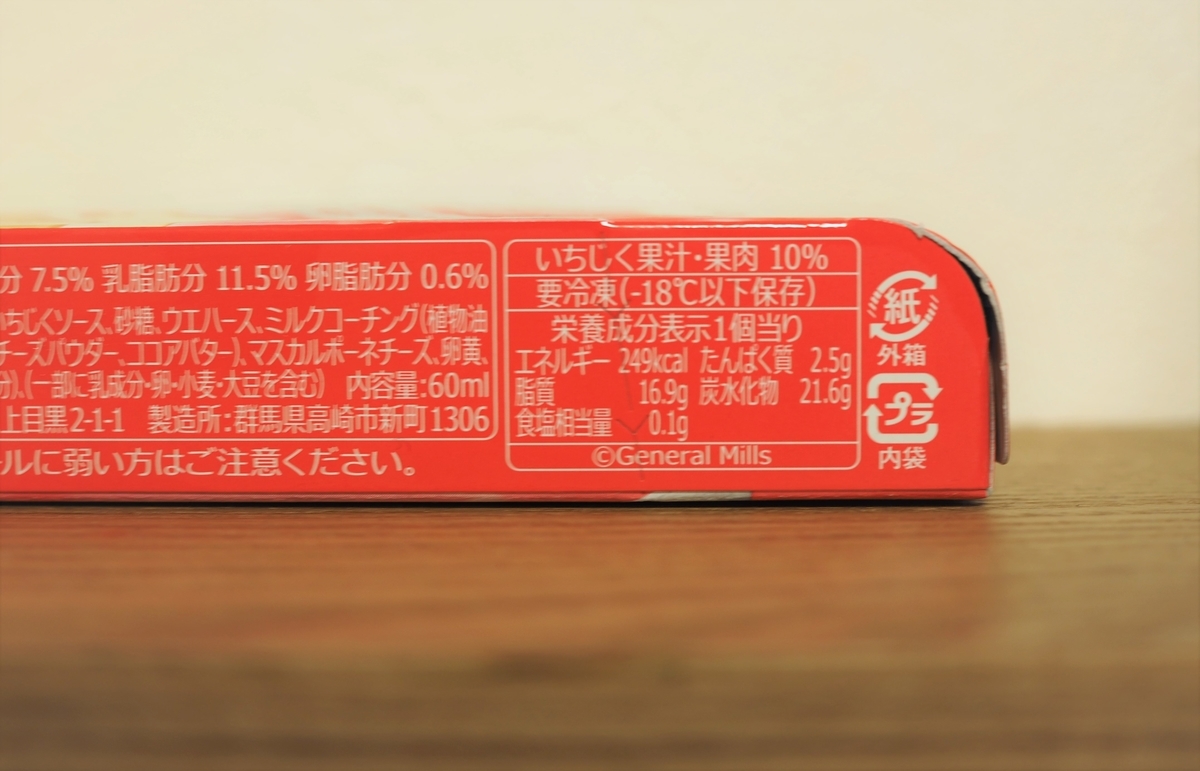 分 7.5% 乳脂肪分 11.5% 卵脂肪分 0.6%
いちじくソース、砂糖、ウエハース、ミルクコーチング(植物油
チーズパウダー、ココアバター)、マスカルポーネチーズ、卵黄、
分)、(一部に乳成分・卵・小麦・大豆を含む) 内容量:60ml
上目黒2-1-1 製造所:群馬県高崎市新町1306
ルに弱い方はご注意ください。
いちじく果汁・果肉 10%
要冷凍(-18℃以下保存)
栄養成分表示1個当り
エネルギー 249kcal たんぱく質 2.5g
脂質 16.9g 炭水化物 21.6g
食塩相当量 0.1g
©General Mills
紙
外箱
プラ
内袋